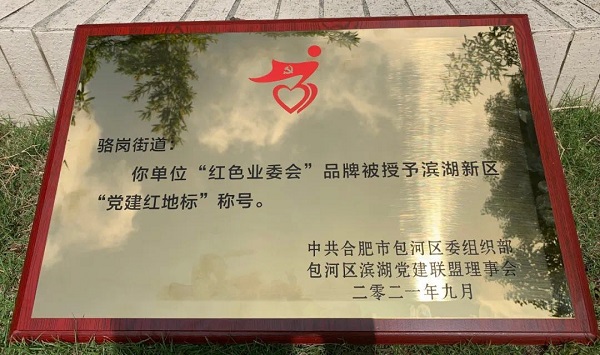 骆岗街道：
你单位“红色业委会”品牌被授予滨湖新区
“党建红地标”称号。
中共合肥市包河区委组织部
包河区滨湖党建联盟理事会
二零二一年九月